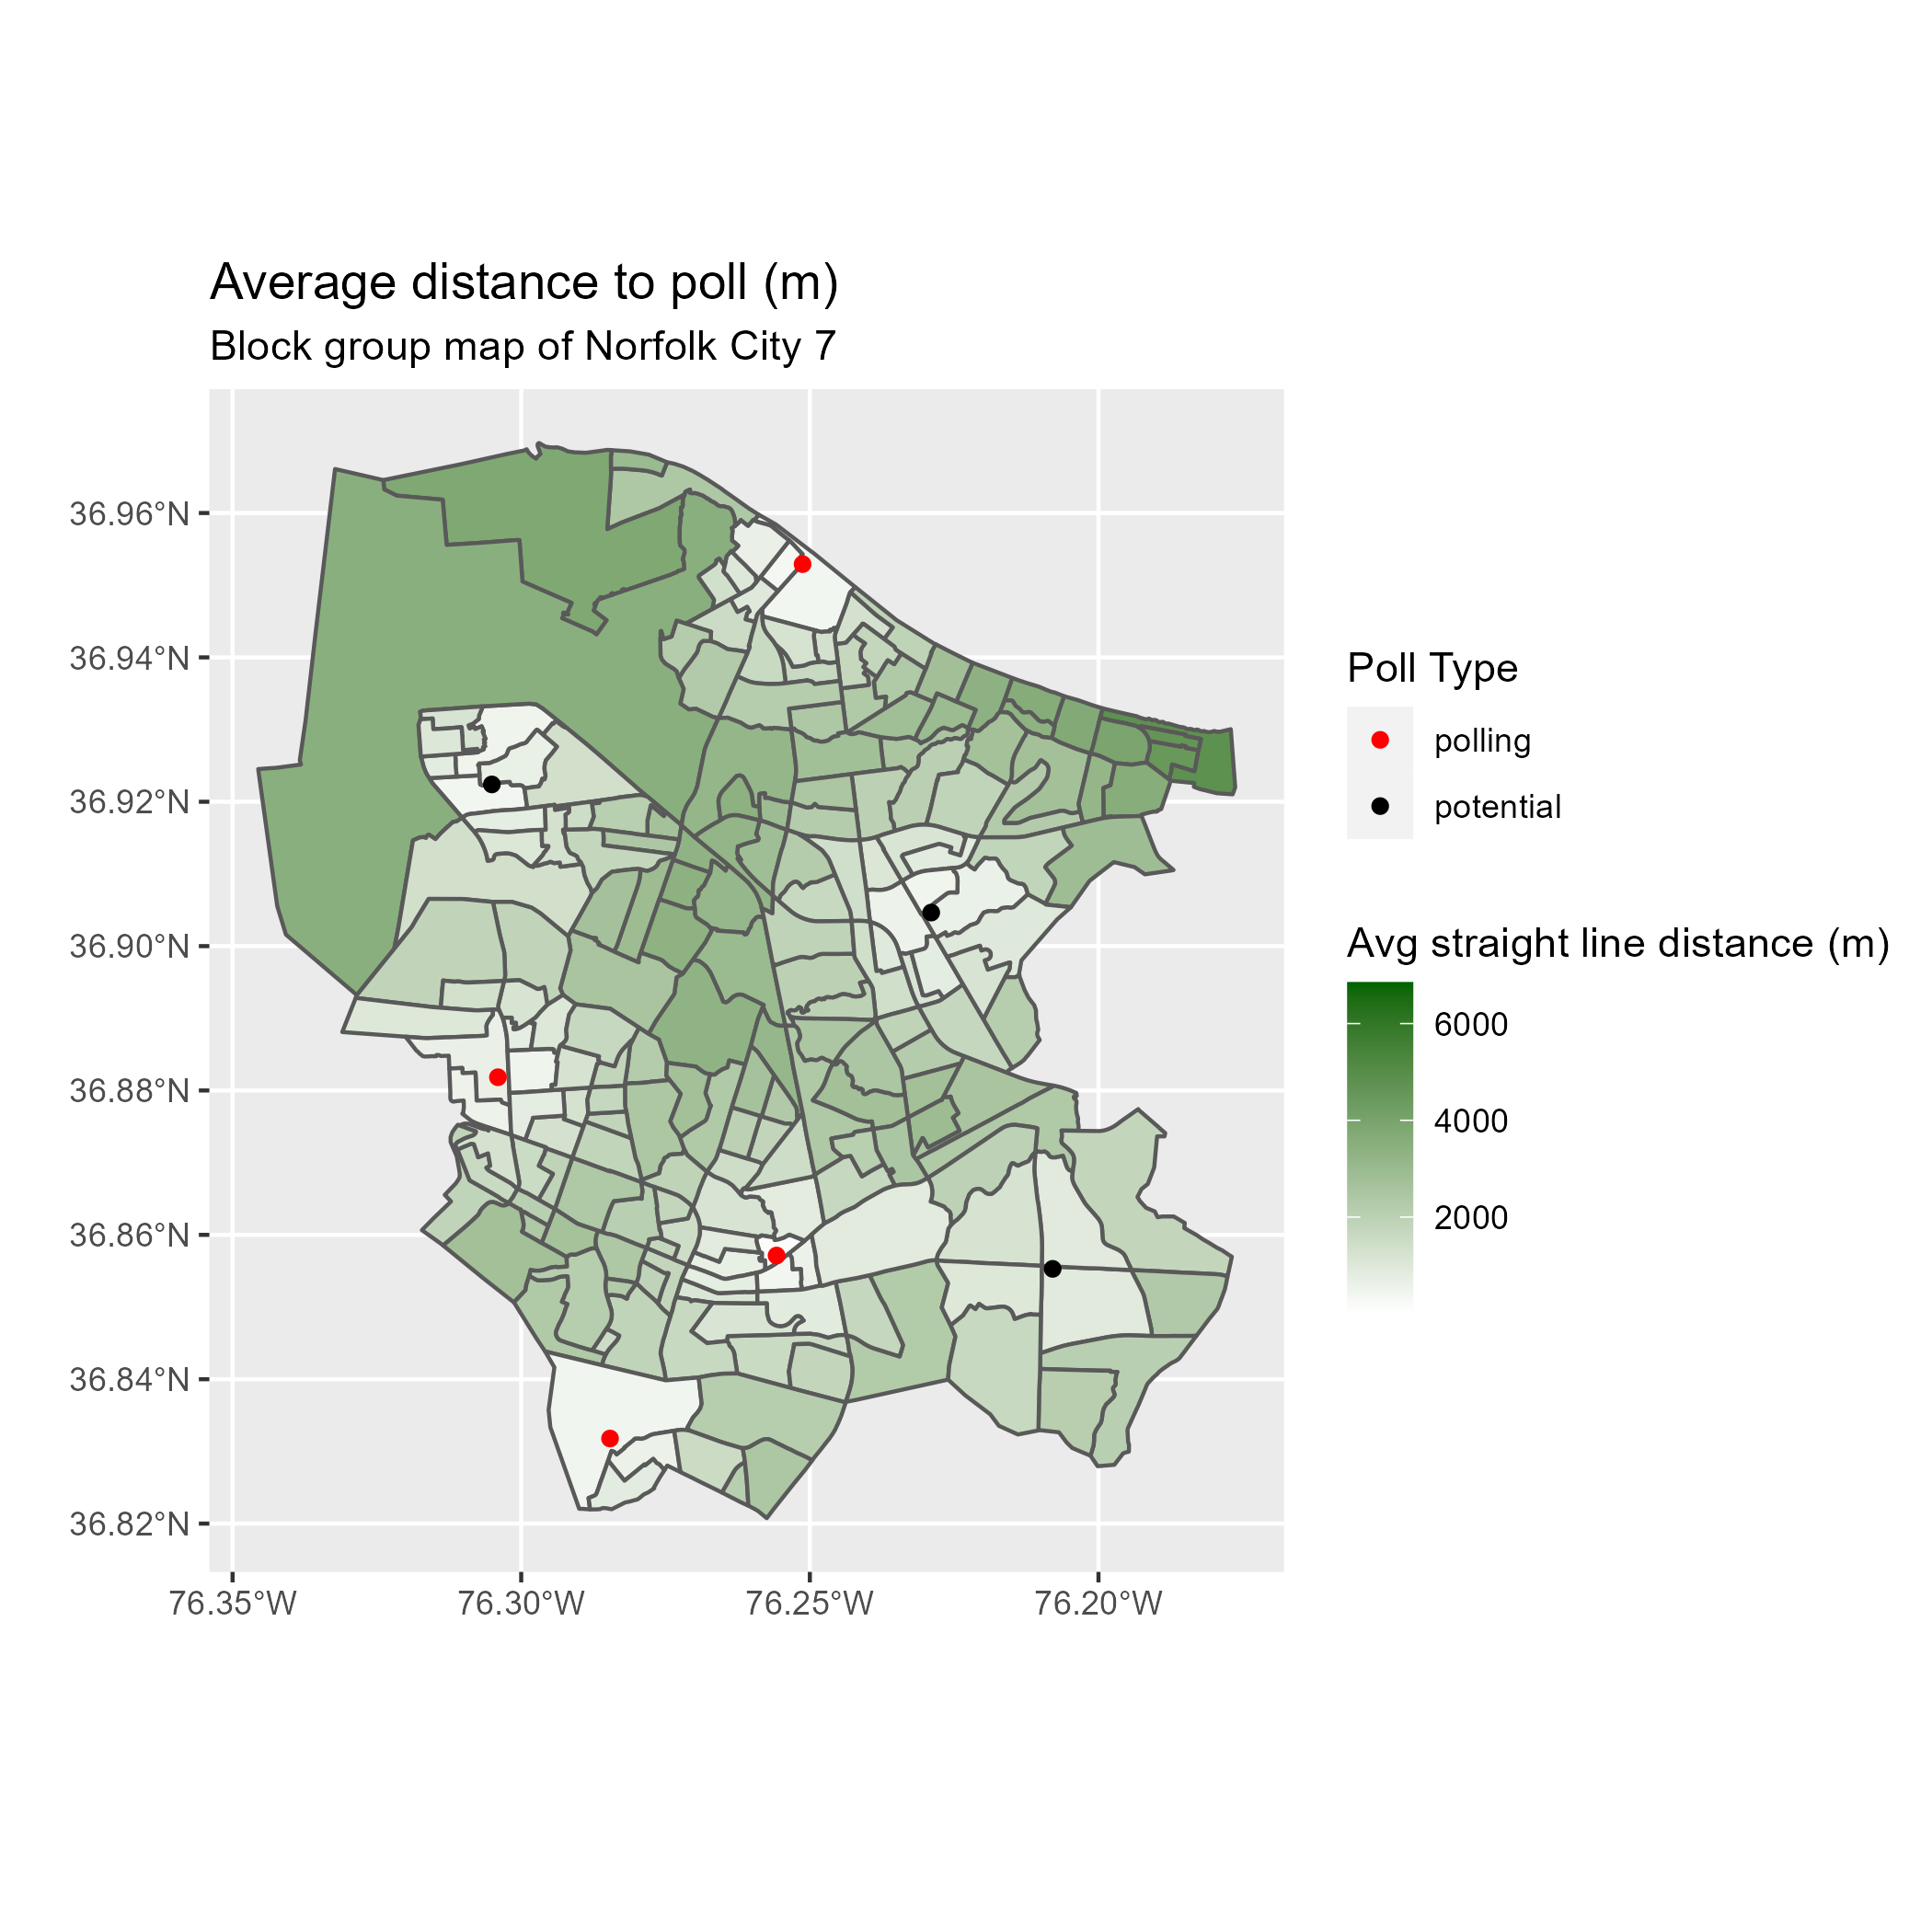 Average distance to poll (m)
Block group map of Norfolk City 7
36.96°N
36.94°N
36.92°N
36.90°N
36.88°N
36.86°N
36.84°N
36.82°N
76.35°W 76.30°W 76.25°W 76.20°W
Poll Type
polling
potential
Avg straight line distance (m)
6000
4000
2000